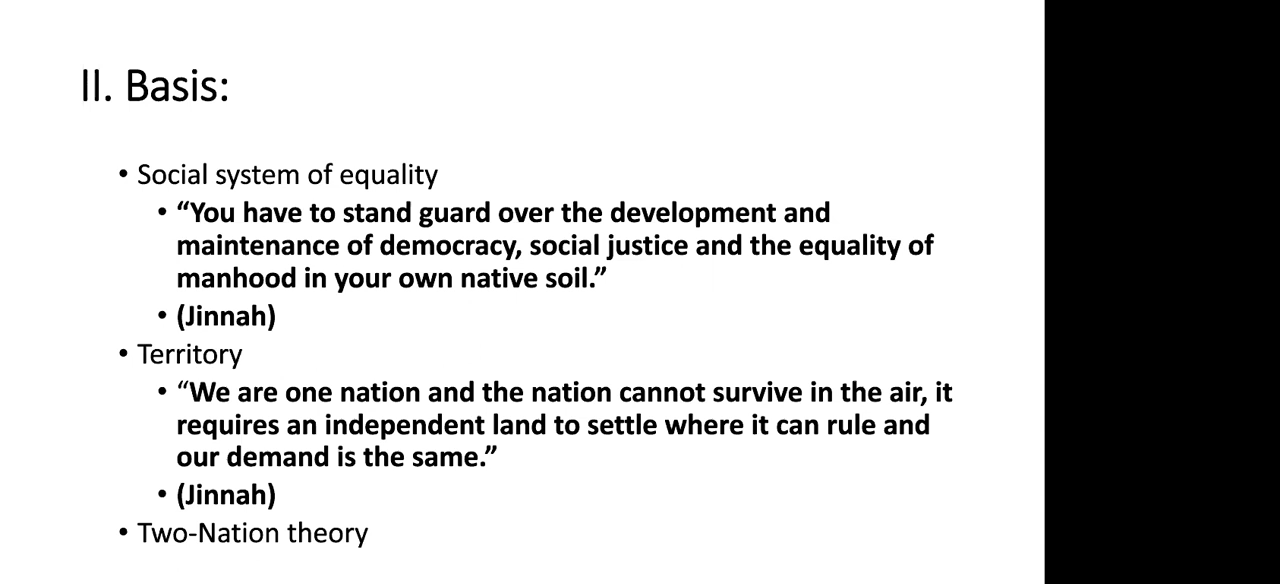 II. Basis:
• Social system of equality
• “You have to stand guard over the development and
maintenance of democracy, social justice and the equality of
manhood in your own native soil.”
• (Jinnah)
• Territory
• “We are one nation and the nation cannot survive in the air, it
requires an independent land to settle where it can rule and
our demand is the same.”
• (Jinnah)
• Two-Nation theory